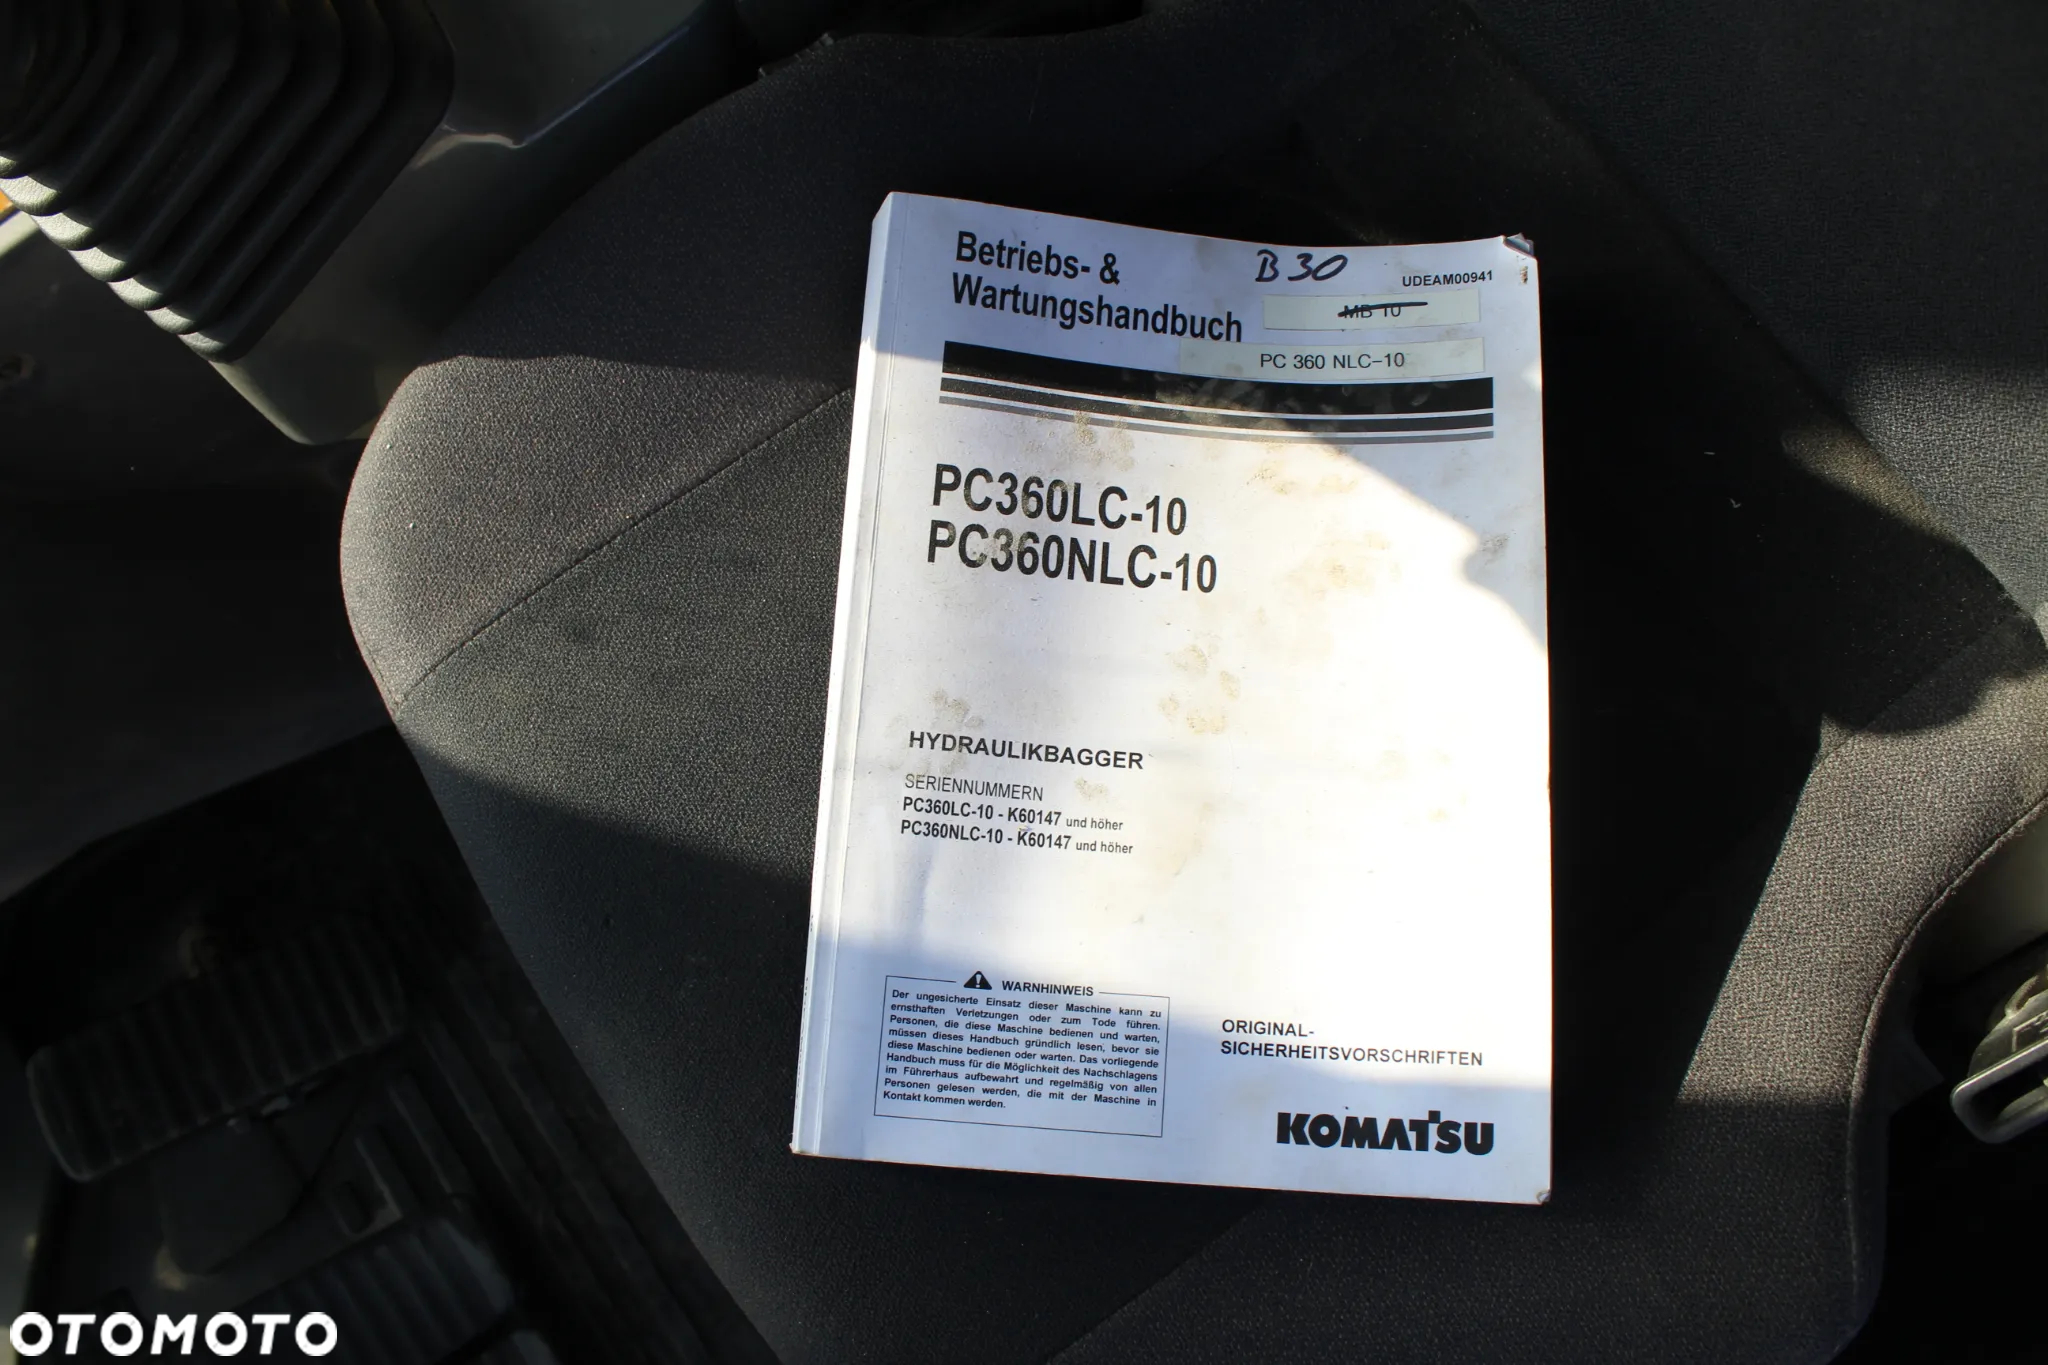 Betriebs- &
Wartungshandbuch
B 30
UDEAM00941
MB 10
PC 360 NLC-10
PC360LC-10
PC360NLC-10
HYDRAULIKBAGGER
SERIENNUMMERN
PC360LC-10 - K60147 und höher
PC360NLC-10 - K60147 und höher
WARNHINWEIS
Der ungesicherte Einsatz dieser Maschine kann zu
ernsthaften Verletzungen oder zum Tode führen.
Personen, die diese Maschine bedienen und warten,
müssen dieses Handbuch gründlich lesen, bevor sie
diese Maschine bedienen oder warten. Das vorliegende
Handbuch muss für die Möglichkeit des Nachschlagens
im Führerhaus aufbewahrt und regelmäßig von allen
Personen gelesen werden, die mit der Maschine in
Kontakt kommen werden.
ORIGINAL-
SICHERHEITSVORSCHRIFTEN
KOMATSU
OTOMOTO